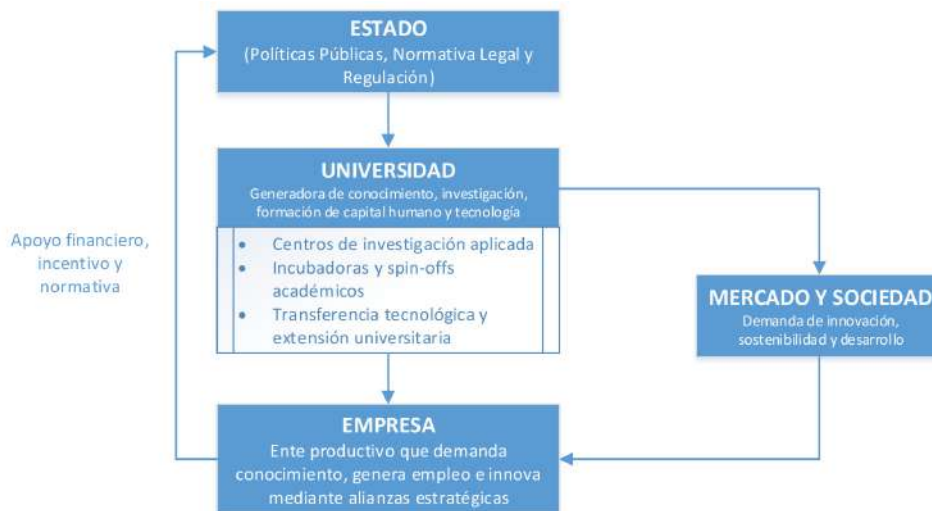 ESTADO
(Políticas Públicas, Normativa Legal y
Regulación)
UNIVERSIDAD
Generadora de conocimiento, investigación,
formación de capital humano y tecnología
• Centros de investigación aplicada
• Incubadoras y spin-offs
académicos
• Transferencia tecnológica y
extensión universitaria
Apoyo financiero,
incentivo y
normativa
MERCADO Y SOCIEDAD
Demanda de innovación,
sostenibilidad y desarrollo
EMPRESA
Ente productivo que demanda
conocimiento, genera empleo e innova
mediante alianzas estratégicas